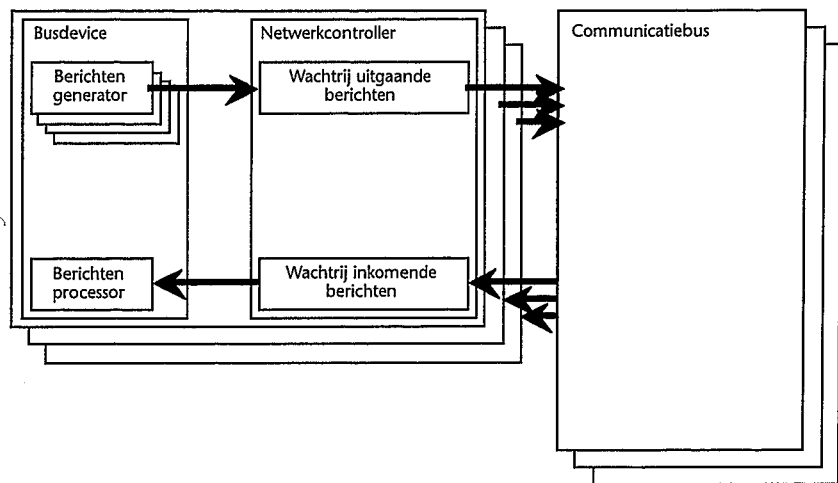 Busdevice
Netwerkcontroller
Communicatiebus
Berichten
generator
Wachtrij uitgaande
berichten
Berichten
processor
Wachtrij inkomende
berichten